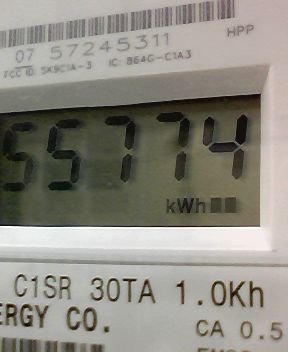 07 57245311
HPP
FCC ID: SK9C1A-3 IC: 864G-C1A3
55774
kWh
C1SR 30TA 1.0Kh
ERGY CO.
CA 0.5